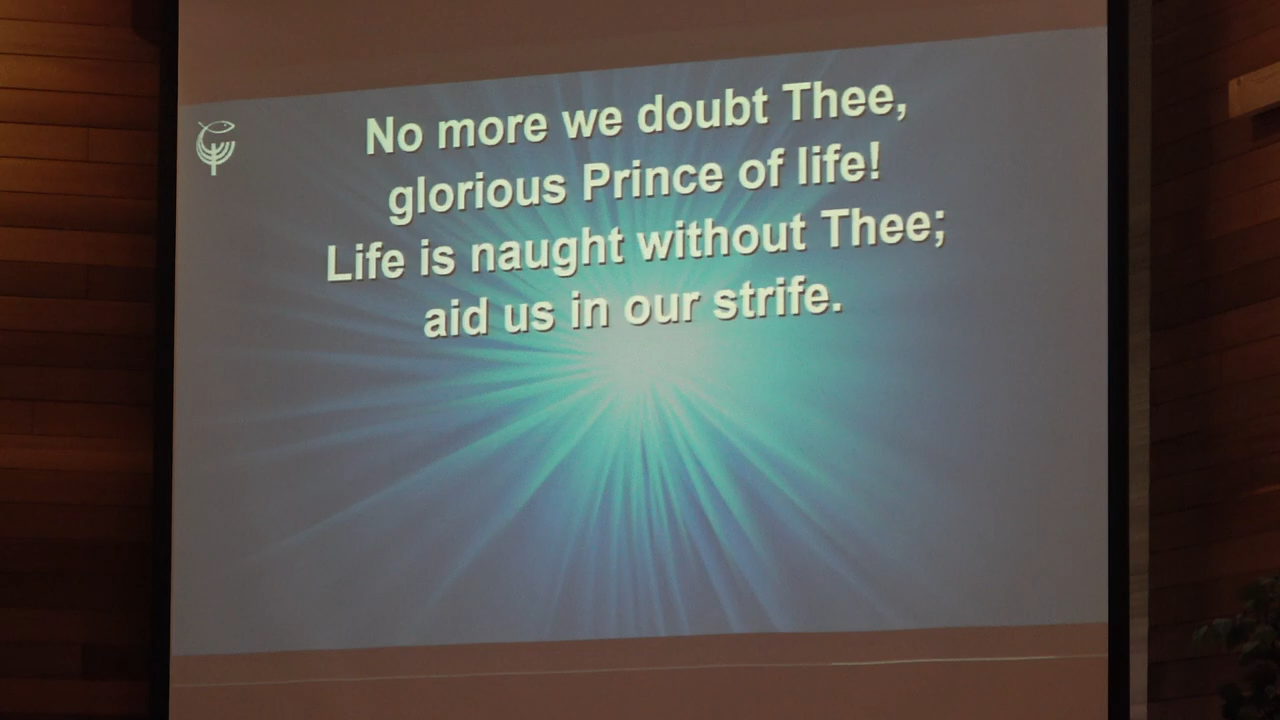 No more we doubt Thee,
glorious Prince of life!
Life is naught without Thee;
aid us in our strife.